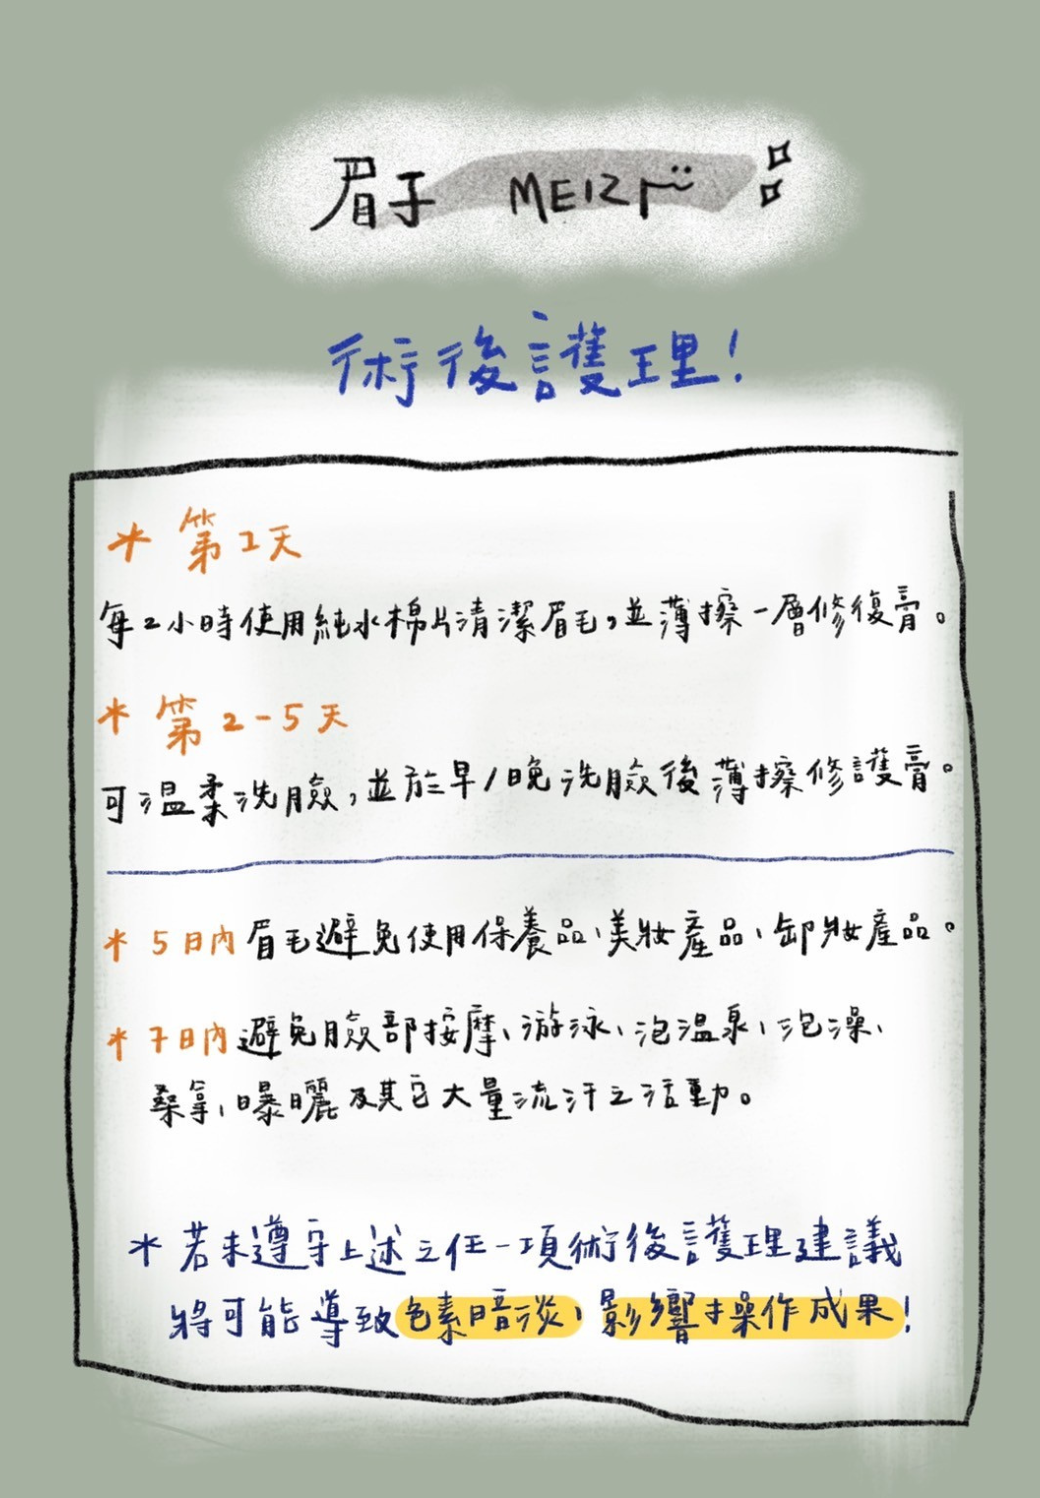 眉子 MEIZ
術後護理!
* 第1天
每2小時使用純水棉片清潔眉毛,並薄擦一層修復膏。
* 第2-5天
可溫柔洗臉,並於早/晚洗臉後薄擦修護膏。
* 5日內眉毛避免使用保養品、美妝產品、卸妝產品。
* 7日內避免臉部按摩、游泳、泡溫泉、泡澡、
桑拿、曝曬及其它大量流汗之活動。
* 若未遵守上述之任一項術後護理建議
將可能導致色素暗淡、影響操作成果!